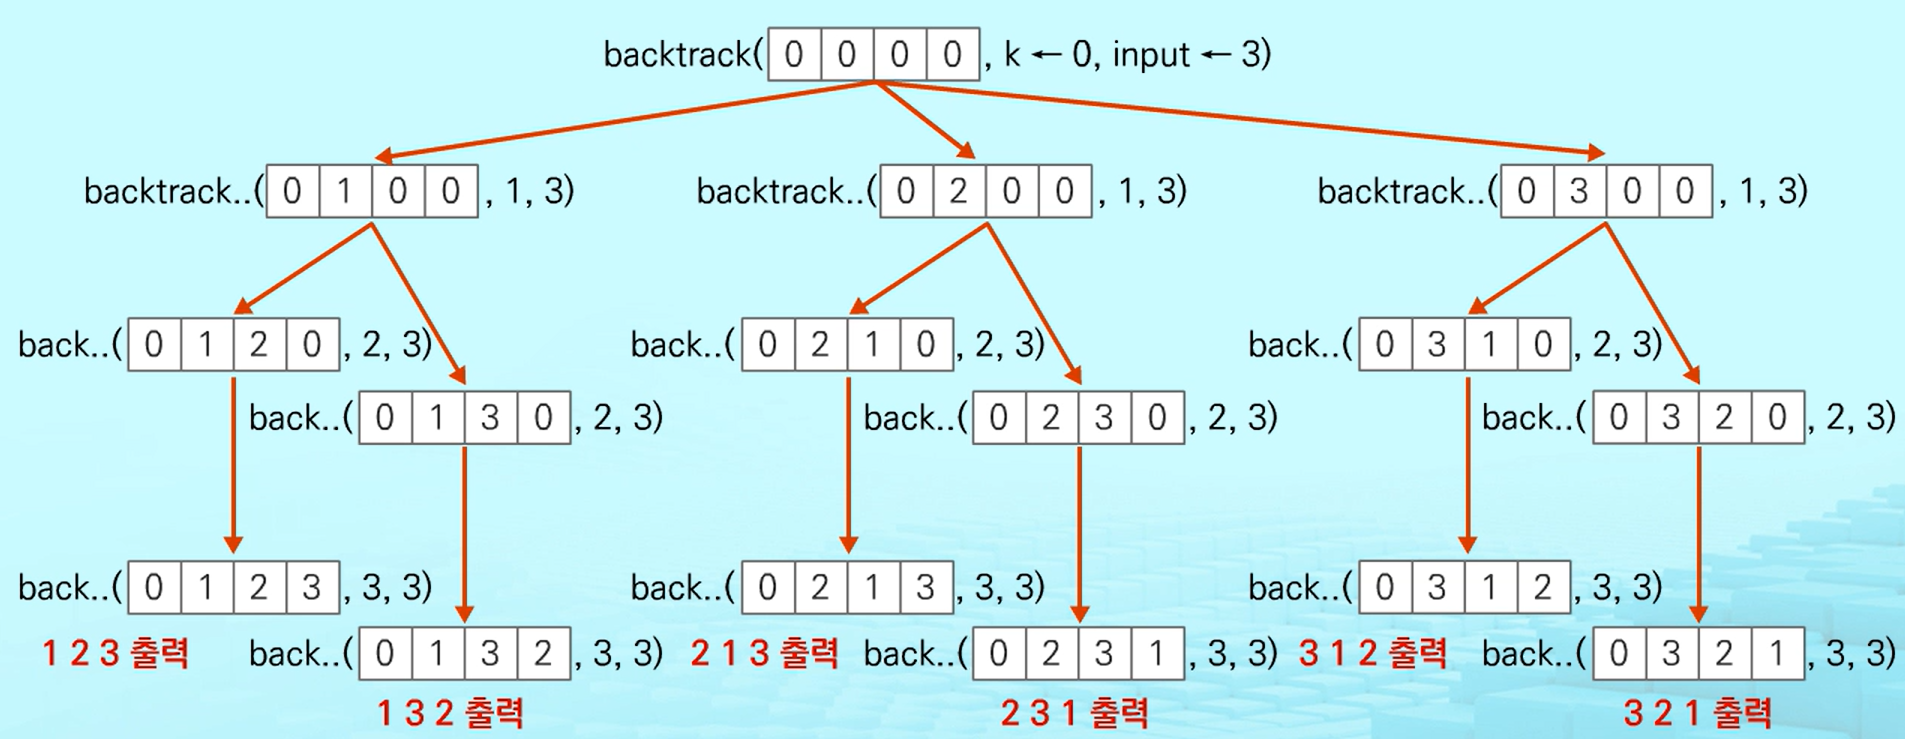 backtrack( 0 0 0 0 , k ← 0, input ← 3)
backtrack..( 0 1 0 0 , 1, 3)
backtrack..( 0 2 0 0 , 1, 3)
backtrack..( 0 3 0 0 , 1, 3)
back..( 0 1 2 0 , 2, 3)
back..( 0 2 1 0 , 2, 3)
back..( 0 3 1 0 , 2, 3)
back..( 0 1 3 0 , 2, 3)
back..( 0 2 3 0 , 2, 3)
back..( 0 3 2 0 , 2, 3)
back..( 0 1 2 3 , 3, 3)
back..( 0 2 1 3 , 3, 3)
back..( 0 3 1 2 , 3, 3)
1 2 3 출력
back..( 0 1 3 2 , 3, 3)
2 1 3 출력
back..( 0 2 3 1 , 3, 3)
3 1 2 출력
back..( 0 3 2 1 , 3, 3)
1 3 2 출력
2 3 1 출력
3 2 1 출력